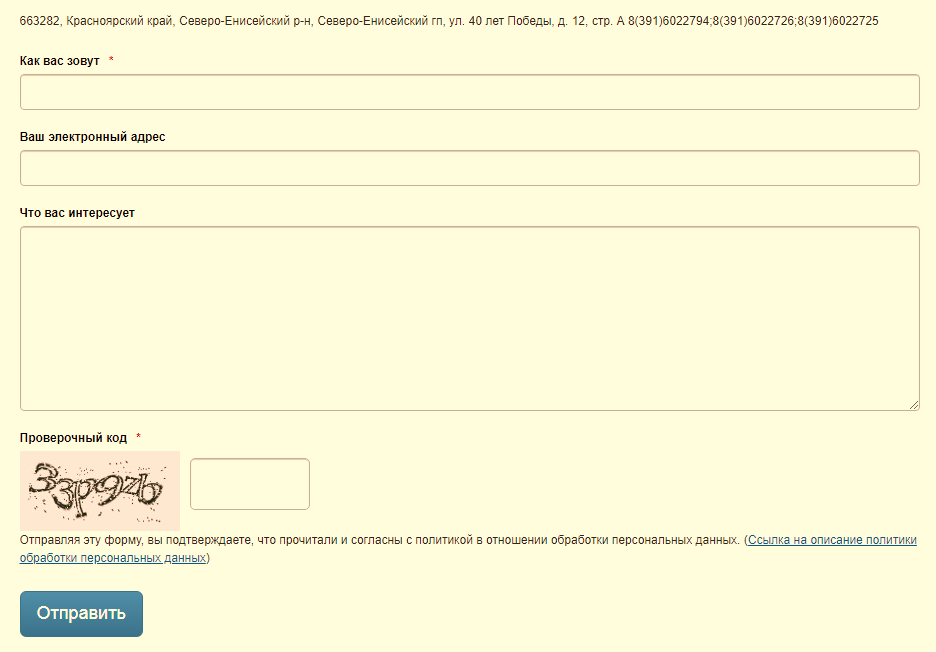 663282, Красноярский край, Северо-Енисейский р-н, Северо-Енисейский гп, ул. 40 лет Победы, д. 12, стр. А 8(391)6022794;8(391)6022726;8(391)6022725
Как вас зовут *
Ваш электронный адрес
Что вас интересует
Проверочный код *
Отправляя эту форму, вы подтверждаете, что прочитали и согласны с политикой в отношении обработки персональных данных. (Ссылка на описание политики
обработки персональных данных)
Отправить